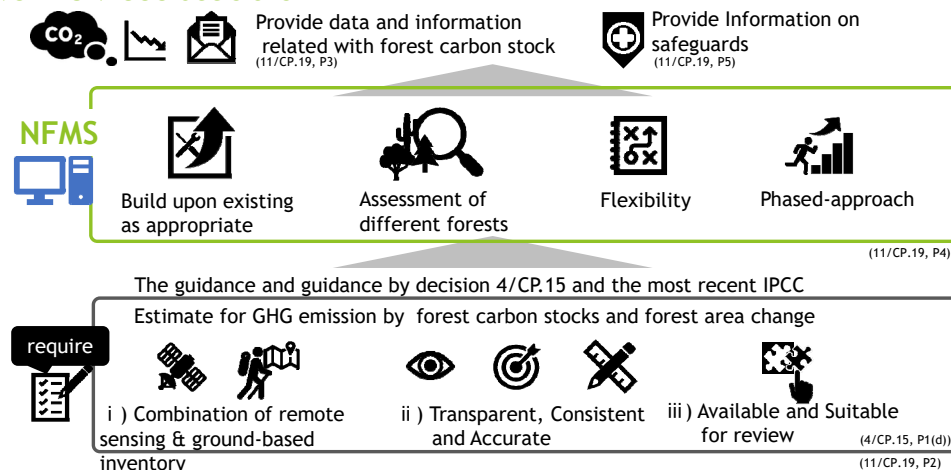 CO2
Provide data and information
related with forest carbon stock
(11/CP.19, P3)
Provide Information on
safeguards
(11/CP.19, P5)
NFMS
Build upon existing
as appropriate
Assessment of
different forests
Flexibility
Phased-approach
(11/CP.19, P4)
The guidance and guidance by decision 4/CP.15 and the most recent IPCC
Estimate for GHG emission by forest carbon stocks and forest area change
require
i ) Combination of remote
sensing & ground-based
inventory
ii ) Transparent, Consistent
and Accurate
iii ) Available and Suitable
for review
(4/CP.15, P1(d))
(11/CP.19, P2)